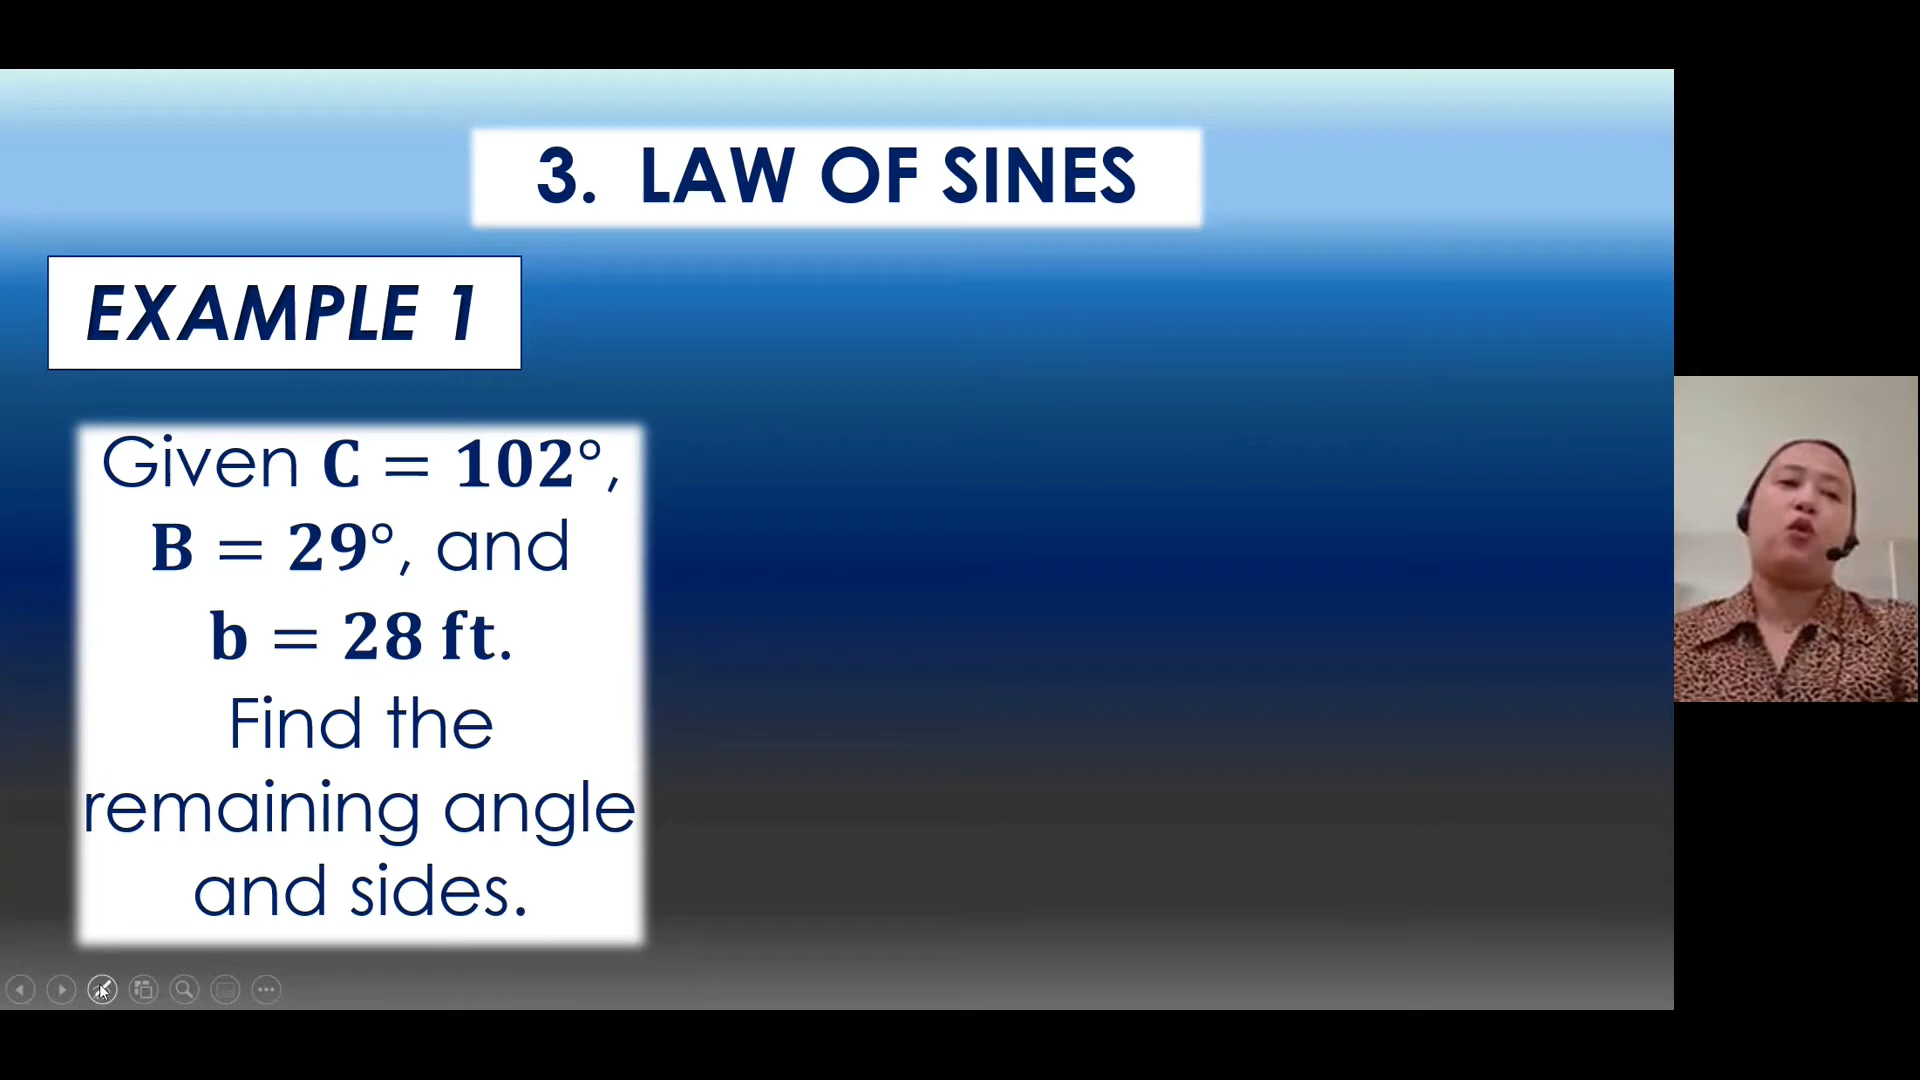 3. LAW OF SINES
EXAMPLE 1
Given C = 102°,
B = 29°, and
b = 28 ft.
Find the
remaining angle
and sides.